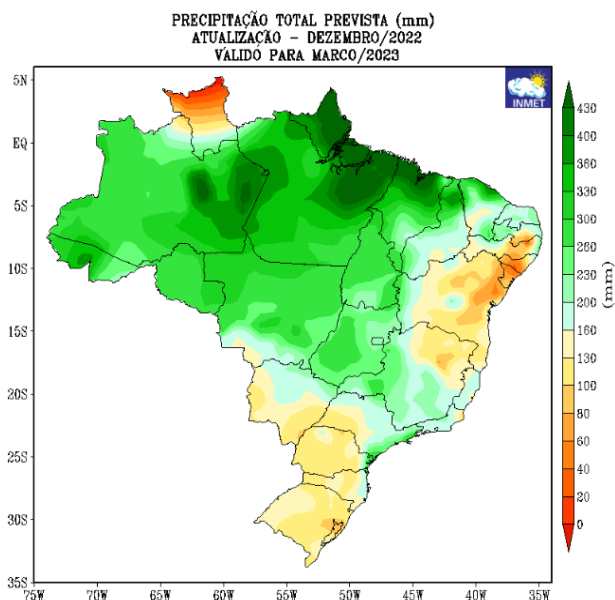 PRECIPITAÇÃO TOTAL PREVISTA (mm)
ATUALIZAÇÃO - DEZEMBRO/2022
VÁLIDO PARA MARCO/2023
INMET
5N
EQ
5S
10S
15S
20S
25S
30S
35S
75W 70W 65W 60W 55W 50W 45W 40W 35W
430
400
360
330
300
260
230
200
160
130
100
80
60
40
20
0
(mm)